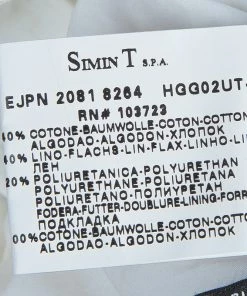 SIMIN T S.P.A.
EJPN 2081 8264 HGG02UT-
RN# 103723
40% COTONE-BAUMWOLLE-COTON-COTTON
ALGODAO-ALGODON-ХЛОПОК
40% LINO-FLACHS-LIN-FLAX-LINHO-LIN
ЛЕН
20% POLIURETANICA-POLYURETHAN
POLYURETHANE-POLIURETAN
POLIURETANO-ПОЛИУРЕТАН
FODERA-FUTTER-DOUBLURE-LINING-FORR
ПОДКЛАДКА
00% COTONE-BAUMWOLLE-COTON-COTTON
ALGODAO-ALGODON-ХЛОПОК